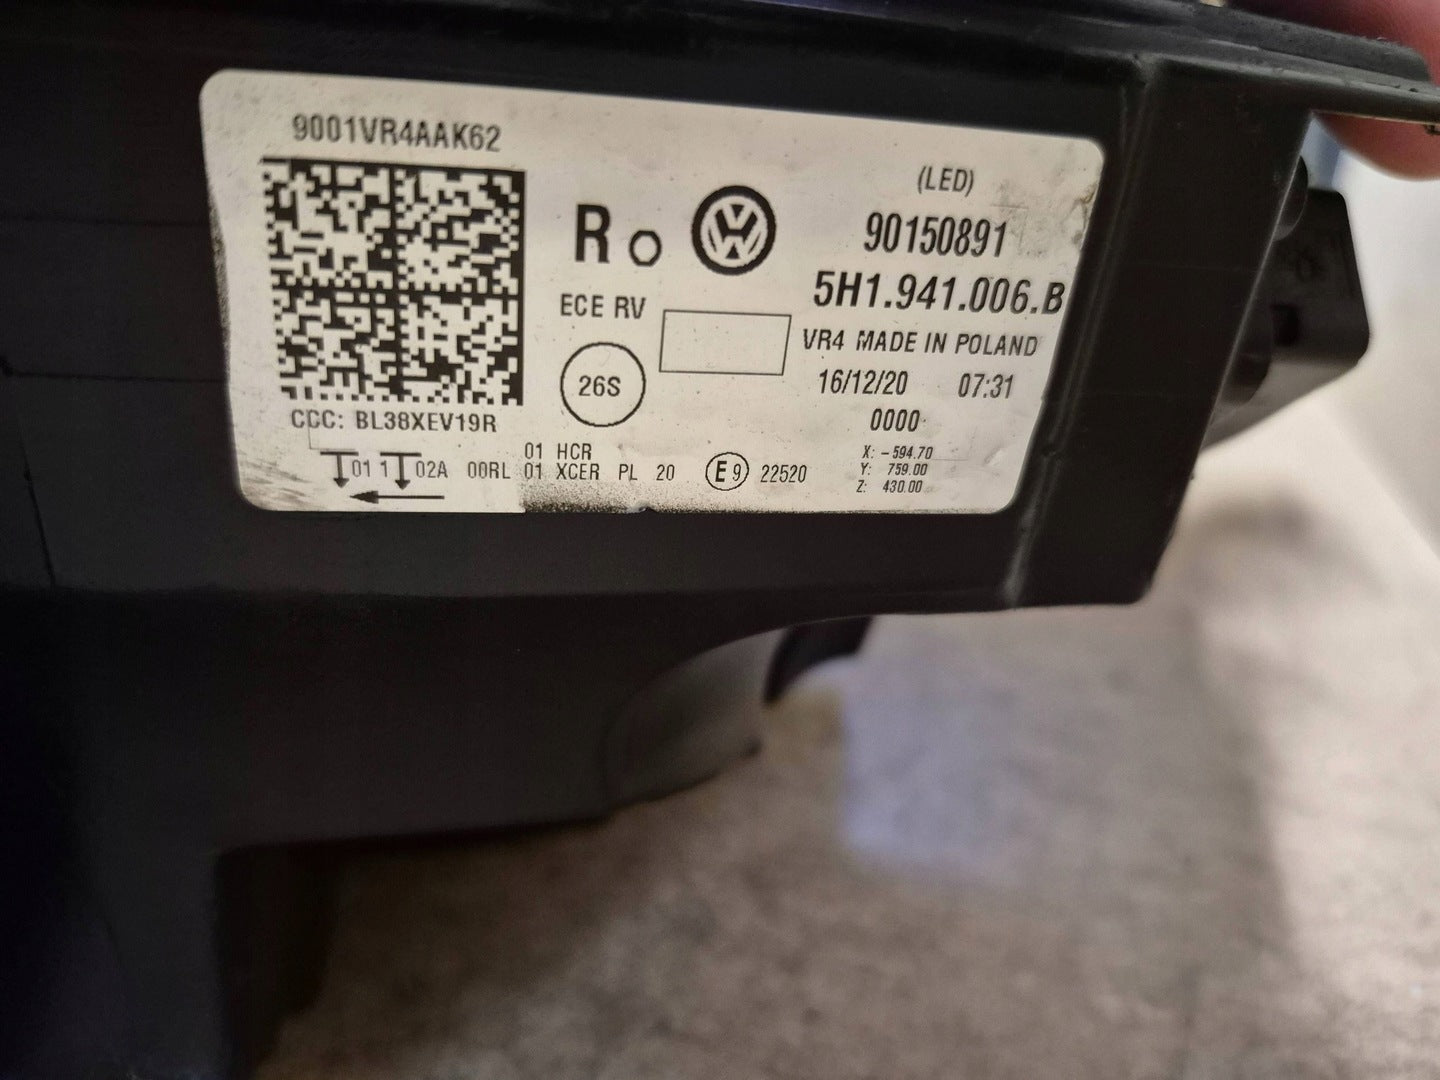 9001VR4AAK62
CDC: BL38XEV19R
R O
ECE RV
26S
(LED)
90150891
5H1.941.006.B
VR4 MADE IN POLAND
16/12/20 07:31
0000
X: -594.70
Y: 759.00
Z: 430.00
01 HCR
01 1 02A 00RL 01 XCER PL 20 E9 22520